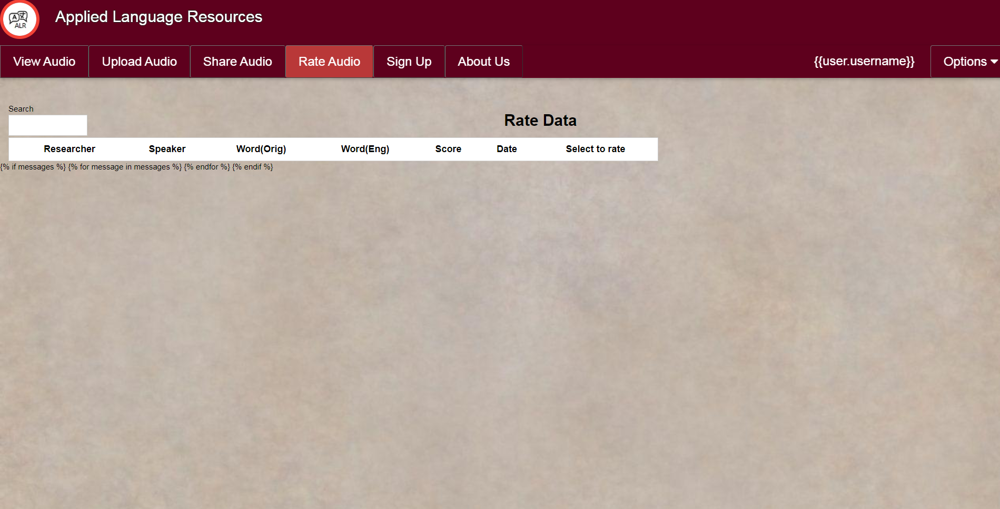 A文
ALR
Applied Language Resources
View Audio Upload Audio Share Audio Rate Audio Sign Up About Us {{user.username}} Options
Search
Rate Data
Researcher Speaker Word(Orig) Word(Eng) Score Date Select to rate
{% if messages %} {% for message in messages %} {% endfor %} {% endif %}